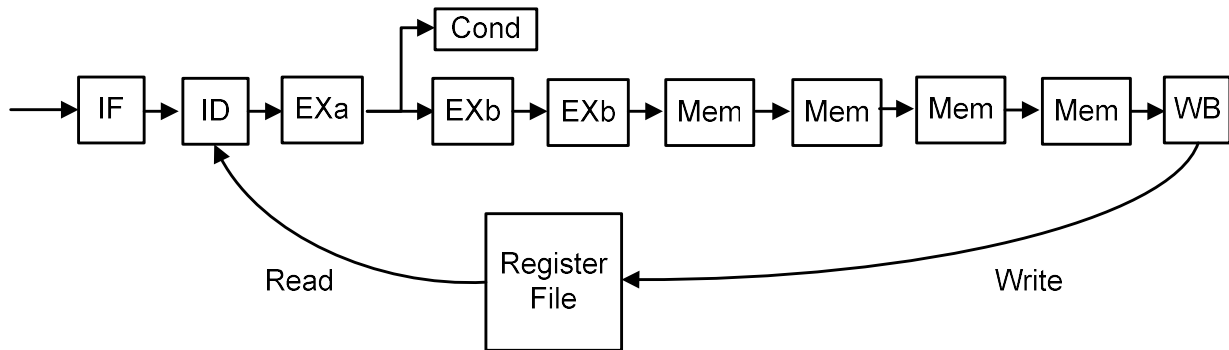 Cond
IF
ID
EXa
EXb
EXb
Mem
Mem
Mem
Mem
WB
Read
Register
File
Write